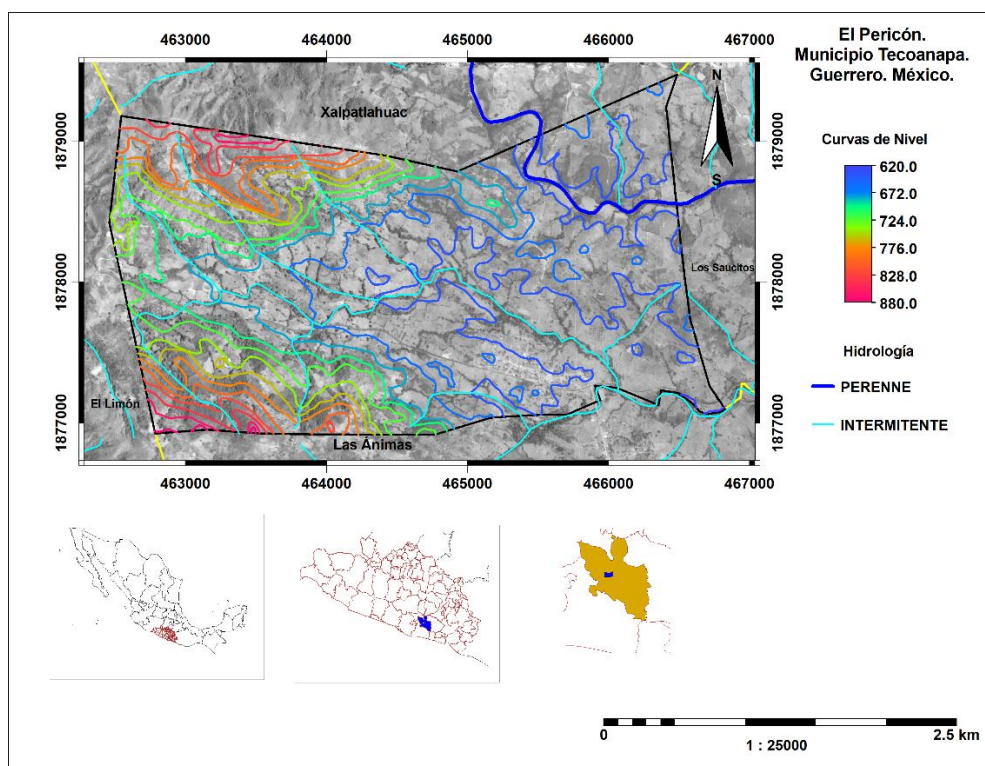 463000 464000 465000 466000 467000
El Pericón.
Municipio Tecoanapa.
Guerrero. México.
N
S
Xalpatlahuac
1879000
1878000
1877000
1879000
1878000
1877000
Los Saucitos
El Limón
Las Ánimas
463000 464000 465000 466000 467000
Curvas de Nivel
620.0
672.0
724.0
776.0
828.0
880.0
Hidrología
PERENNE
INTERMITENTE
0 2.5 km
1 : 25000